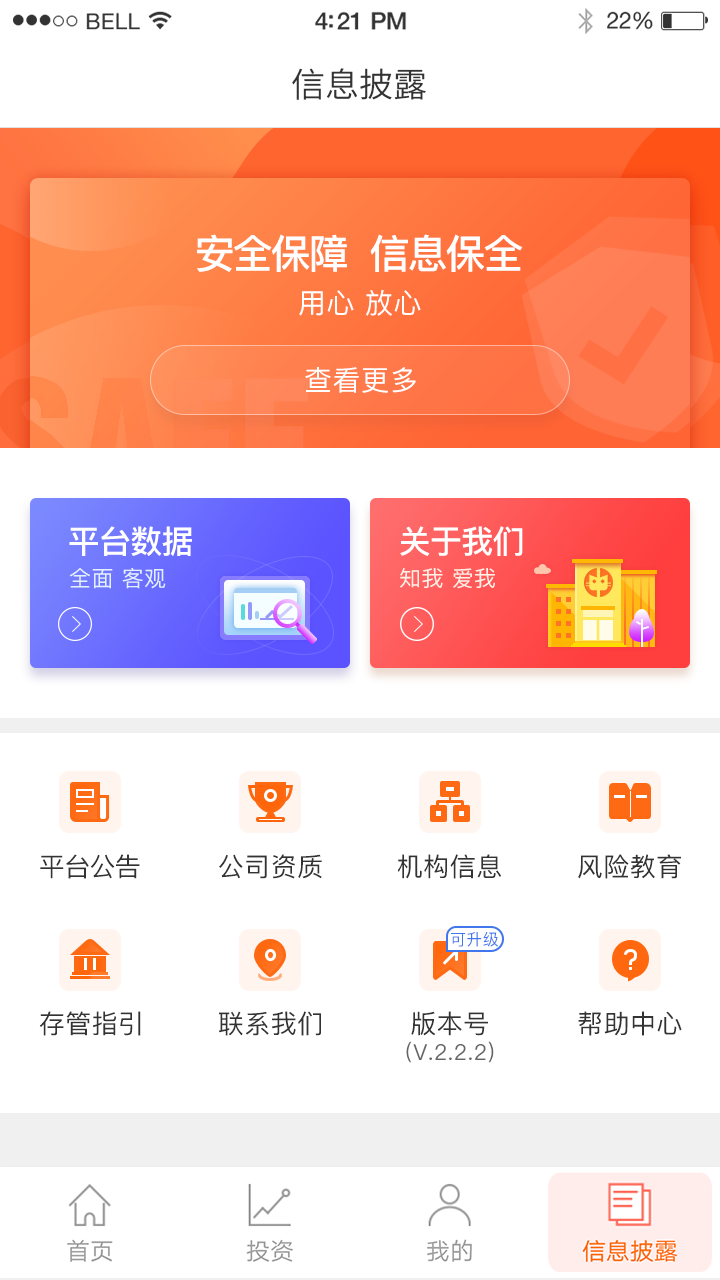 BELL 4:21 PM 22%
信息披露
安全保障 信息保全
用心 放心
查看更多
SAFE
平台数据
全面 客观
关于我们
知我 爱我
平台公告
公司资质
机构信息
风险教育
存管指引
联系我们
可升级
版本号
(V.2.2.2)
帮助中心
首页
投资
我的
信息披露